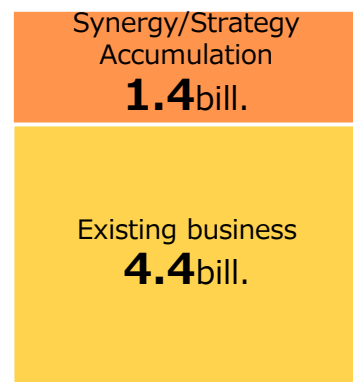 Synergy/Strategy
Accumulation
1.4bill.
Existing business
4.4bill.